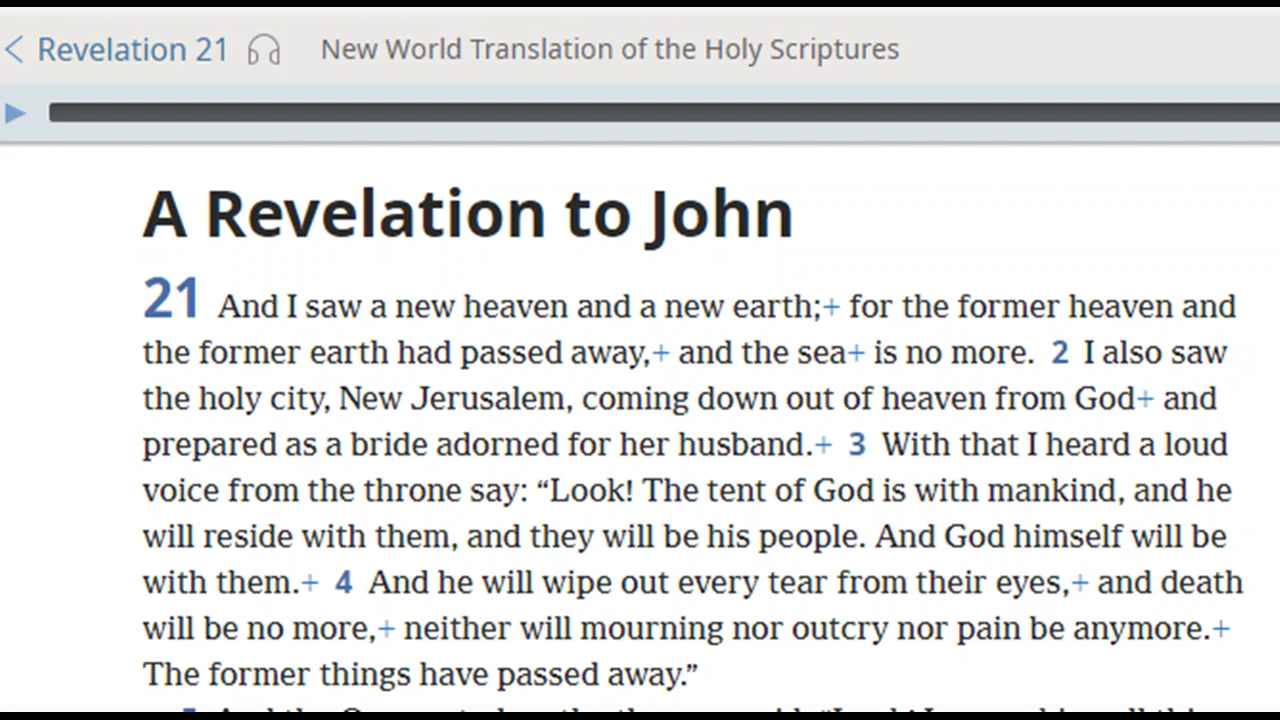 Revelation 21 New World Translation of the Holy Scriptures
A Revelation to John
21 And I saw a new heaven and a new earth;+ for the former heaven and
the former earth had passed away,+ and the sea+ is no more. 2 I also saw
the holy city, New Jerusalem, coming down out of heaven from God+ and
prepared as a bride adorned for her husband.+ 3 With that I heard a loud
voice from the throne say: “Look! The tent of God is with mankind, and he
will reside with them, and they will be his people. And God himself will be
with them.+ 4 And he will wipe out every tear from their eyes,+ and death
will be no more,+ neither will mourning nor outcry nor pain be anymore.+
The former things have passed away.”